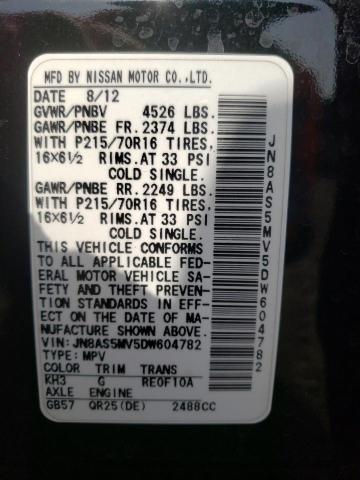 MFD BY NISSAN MOTOR CO.,LTD.
DATE 8/12
GVWR/PNBV 4526 LBS.
GAWR/PNBE FR. 2374 LBS.
WITH P215/70R16 TIRES
16X6½ RIMS.AT 33 PSI
COLD SINGLE.
GAWR/PNBE RR. 2249 LBS.
WITH P215/70R16 TIRES
16X6½ RIMS.AT 33 PSI
COLD SINGLE.
THIS VEHICLE CONFORMS
TO ALL APPLICABLE FED-
ERAL MOTOR VEHICLE SA-
FETY AND THEFT PREVEN-
TION STANDARDS IN EFF-
ECT ON THE DATE OF MA-
NUFACTURE SHOWN ABOVE.
VIN: JN8AS5MV5DW604782
TYPE: MPV
COLOR TRIM TRANS
KH3 G RE0F10A
AXLE ENGINE
GB57 QR25(DE) 2488CC
JN8AS5MV5DW604782